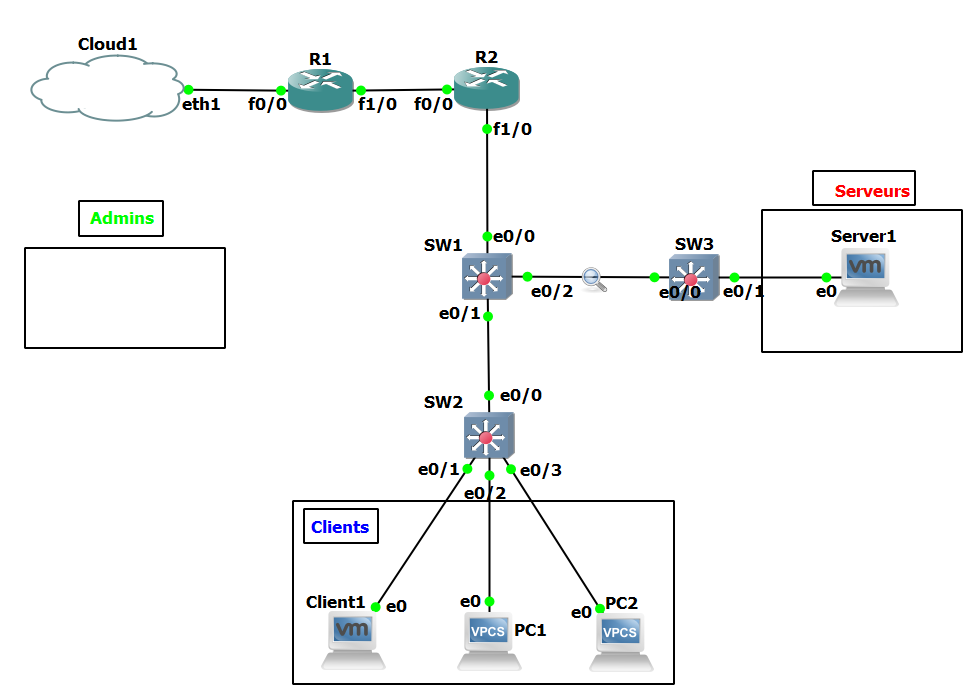 Cloud1
R1
R2
eth1
f0/0
f1/0
f0/0
f1/0
Serveurs
Admins
SW1
e0/0
SW3
Server1
e0/2
e0/0
e0/1
e0
e0/1
SW2
e0/0
e0/1
e0/2
e0/3
Clients
Client1
e0
e0
PC1
e0
PC2
vm
vm
VPCS
VPCS